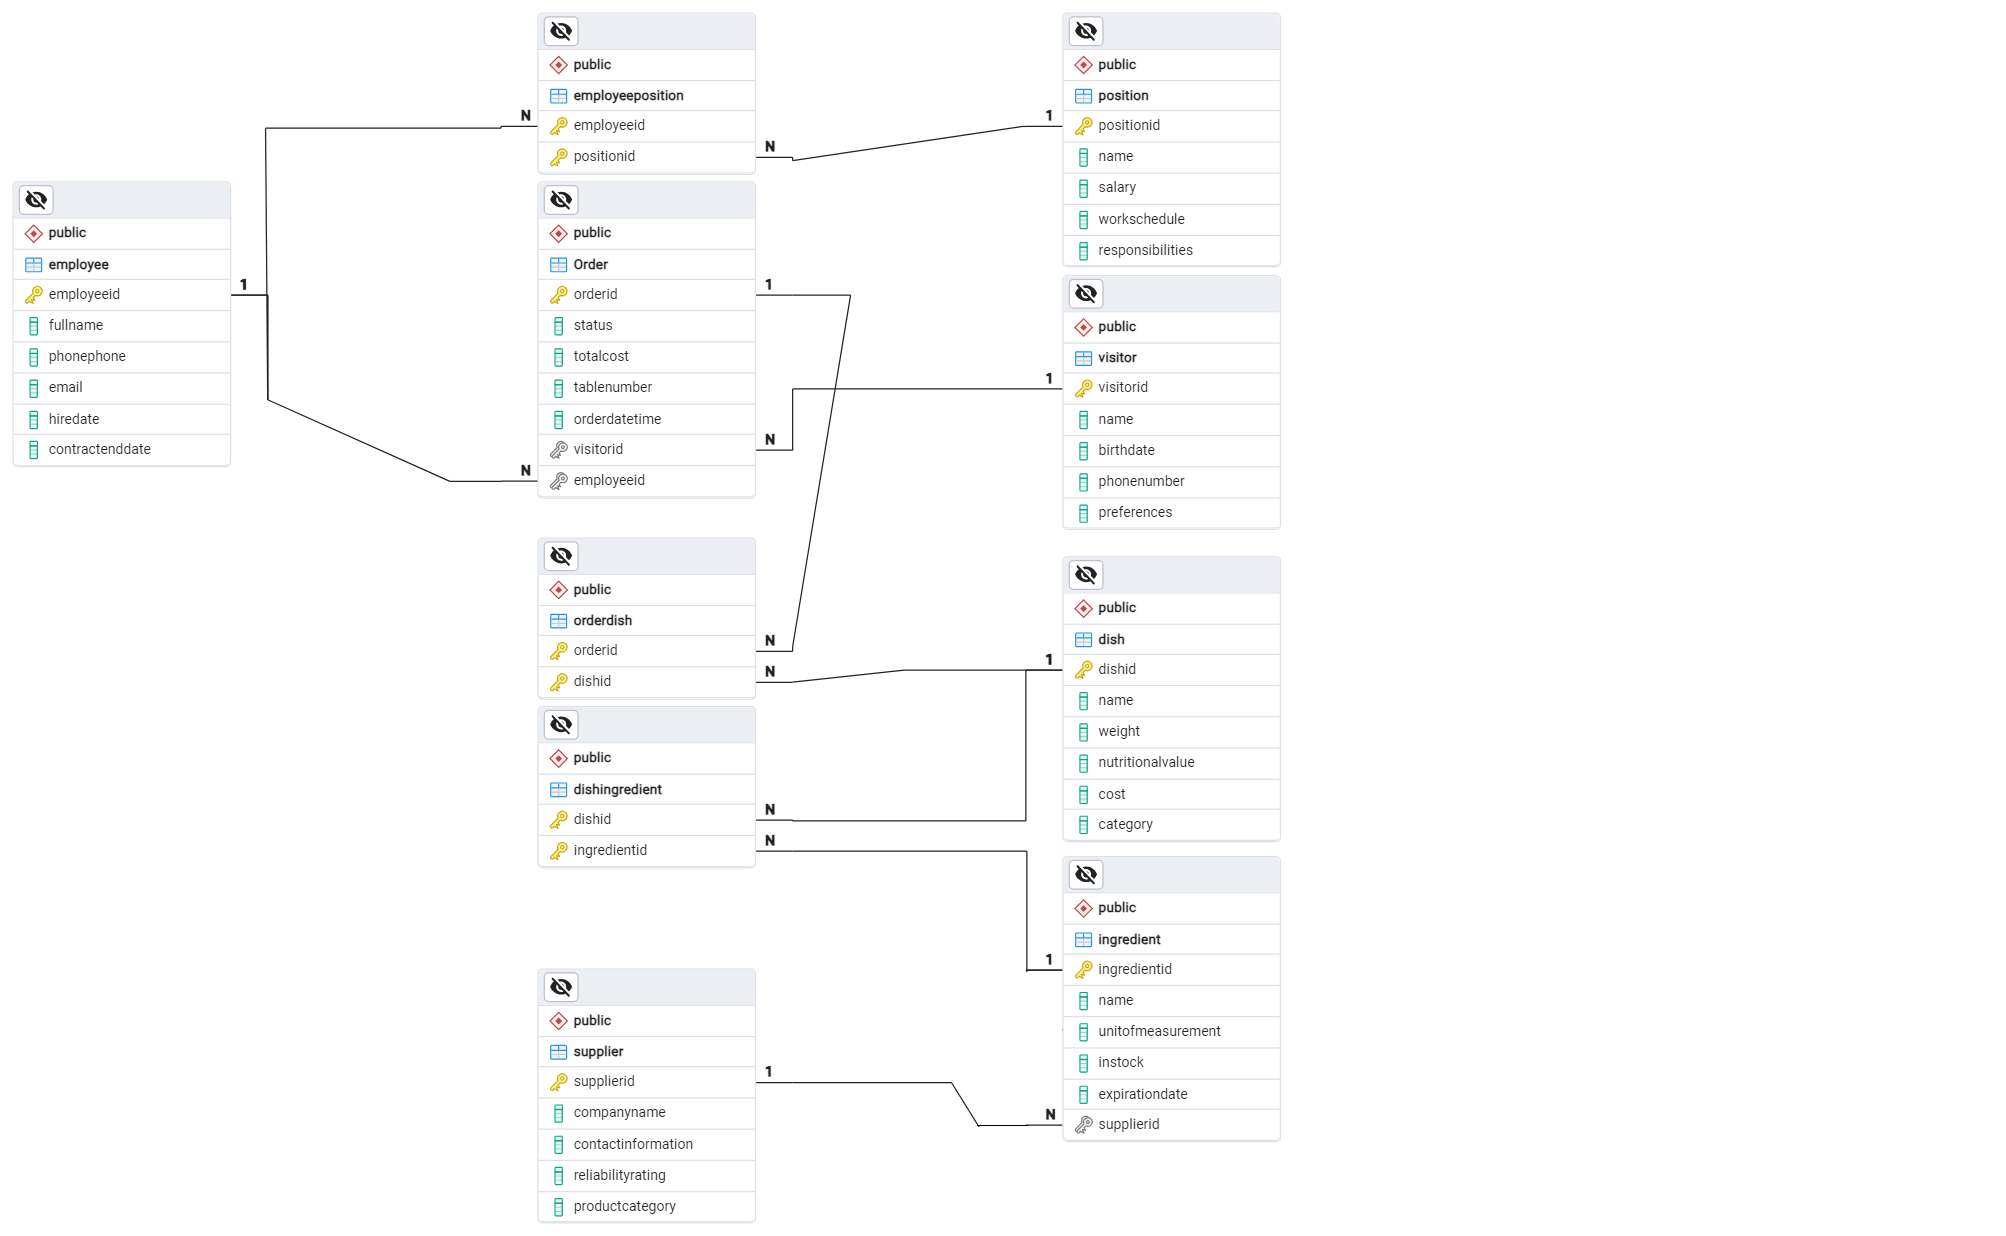 public
employee
employeeid
fullname
phonephone
email
hiredate
contractenddate
1
N
N
public
employeeposition
employeeid
positionid
N
1
public
position
positionid
name
salary
workschedule
responsibilities
public
Order
orderid
status
totalcost
tablenumber
orderdatetime
visitorid
employeeid
1
N
1
public
visitor
visitorid
name
birthdate
phonenumber
preferences
public
orderdish
orderid
dishid
N
N
1
public
dish
dishid
name
weight
nutritionalvalue
cost
category
public
dishingredient
dishid
ingredientid
N
N
1
public
ingredient
ingredientid
name
unitofmeasurement
instock
expirationdate
supplierid
N
public
supplier
supplierid
companyname
contactinformation
reliabilityrating
productcategory
1